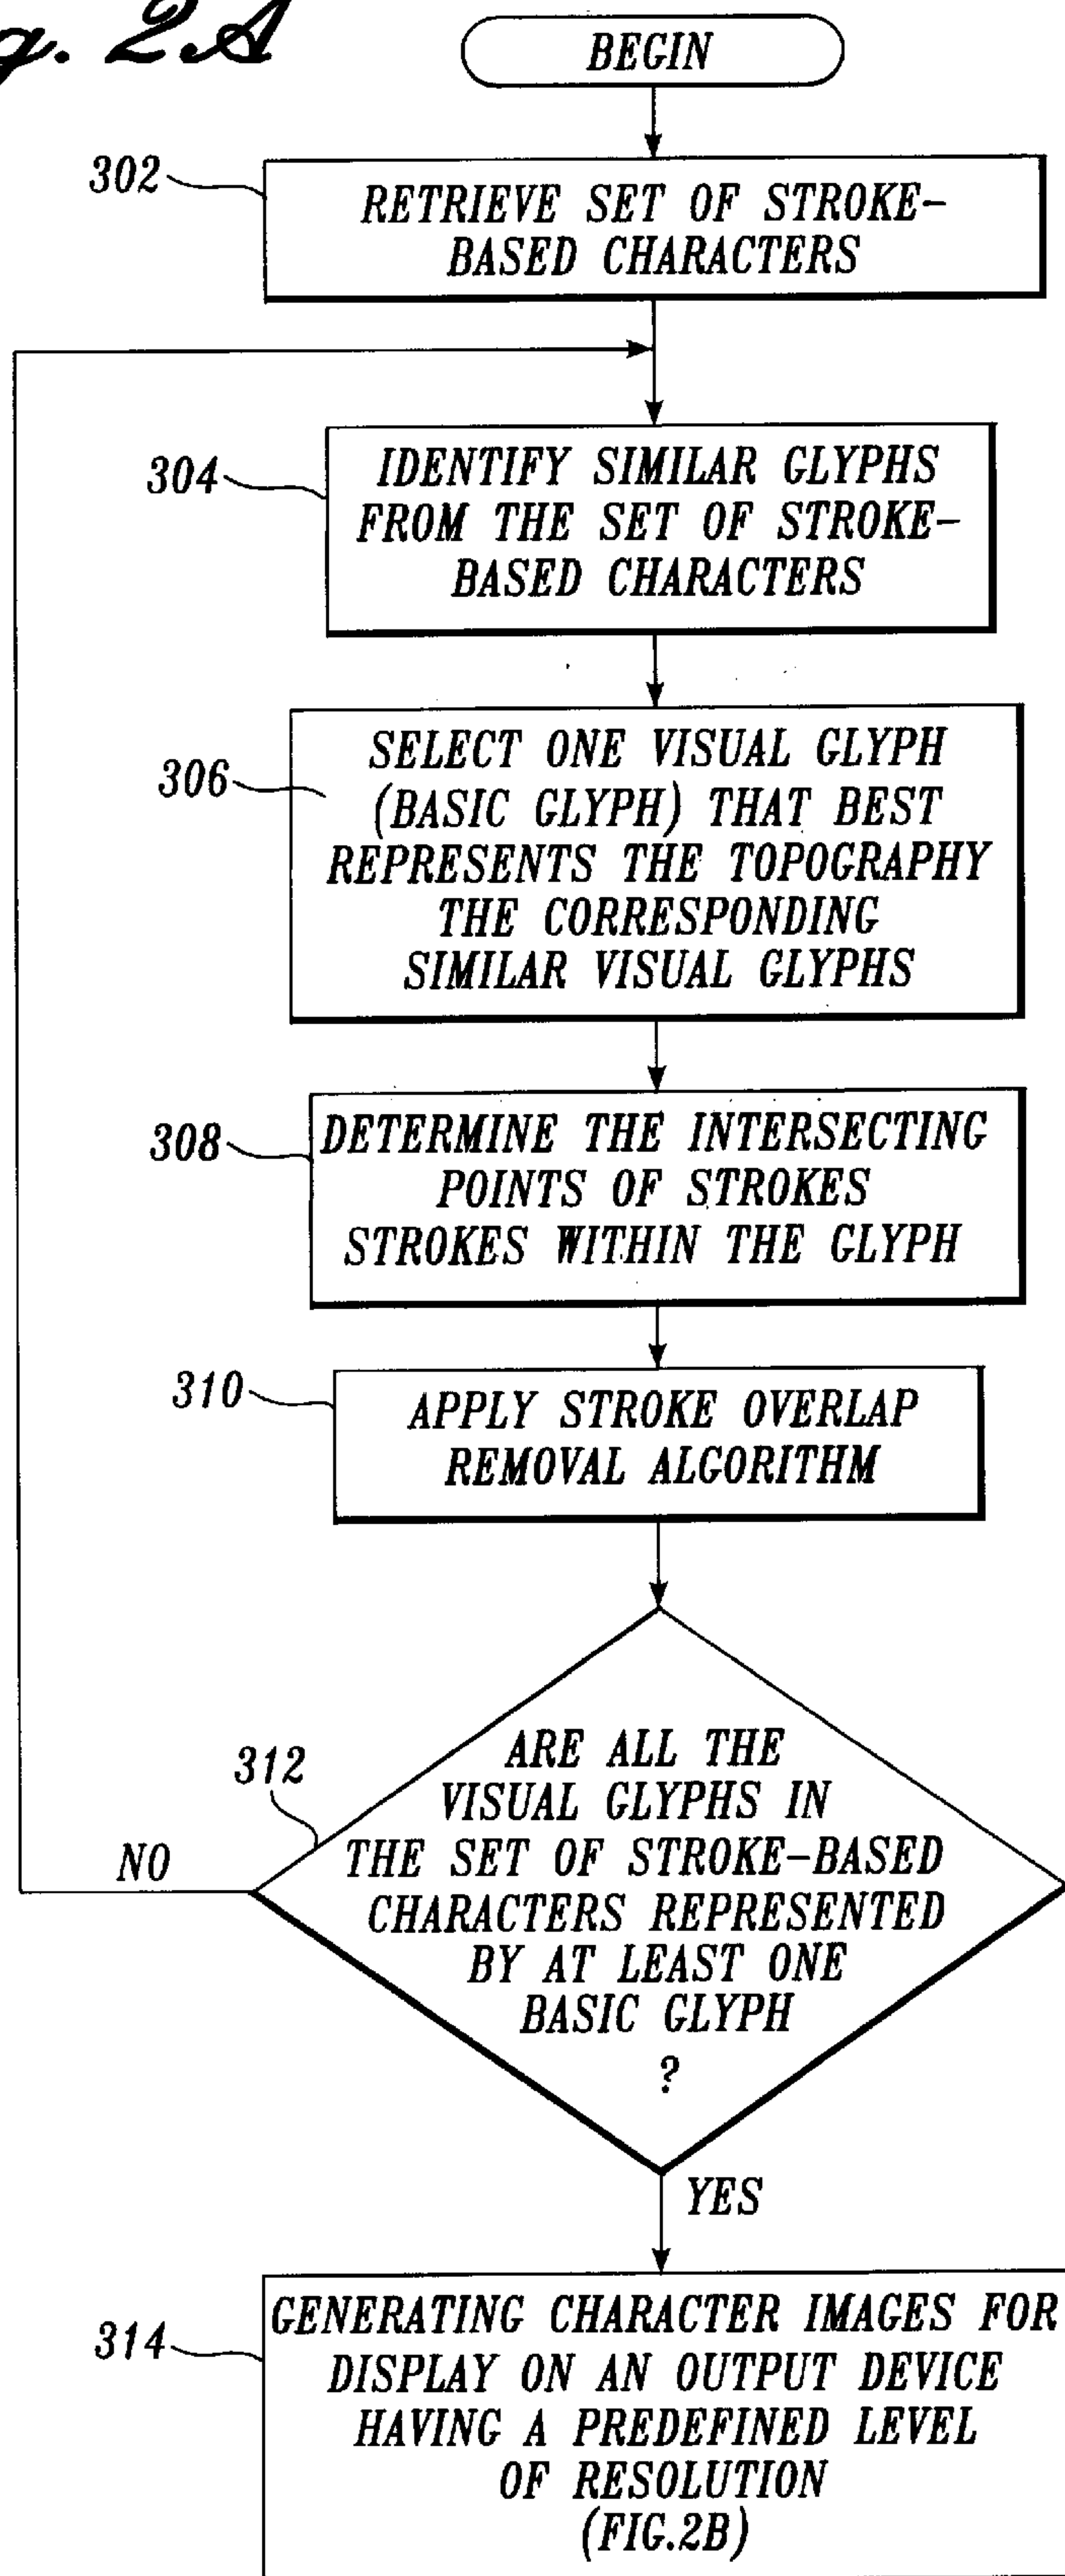 g. 2A
BEGIN
302
RETRIEVE SET OF STROKE-
BASED CHARACTERS
304
IDENTIFY SIMILAR GLYPHS
FROM THE SET OF STROKE-
BASED CHARACTERS
306
SELECT ONE VISUAL GLYPH
(BASIC GLYPH) THAT BEST
REPRESENTS THE TOPOGRAPHY
THE CORRESPONDING
SIMILAR VISUAL GLYPHS
308
DETERMINE THE INTERSECTING
POINTS OF STROKES
STROKES WITHIN THE GLYPH
310
APPLY STROKE OVERLAP
REMOVAL ALGORITHM
312
ARE ALL THE
VISUAL GLYPHS IN
THE SET OF STROKE-BASED
CHARACTERS REPRESENTED
BY AT LEAST ONE
BASIC GLYPH
?
NO
YES
314
GENERATING CHARACTER IMAGES FOR
DISPLAY ON AN OUTPUT DEVICE
HAVING A PREDEFINED LEVEL
OF RESOLUTION
(FIG.2B)